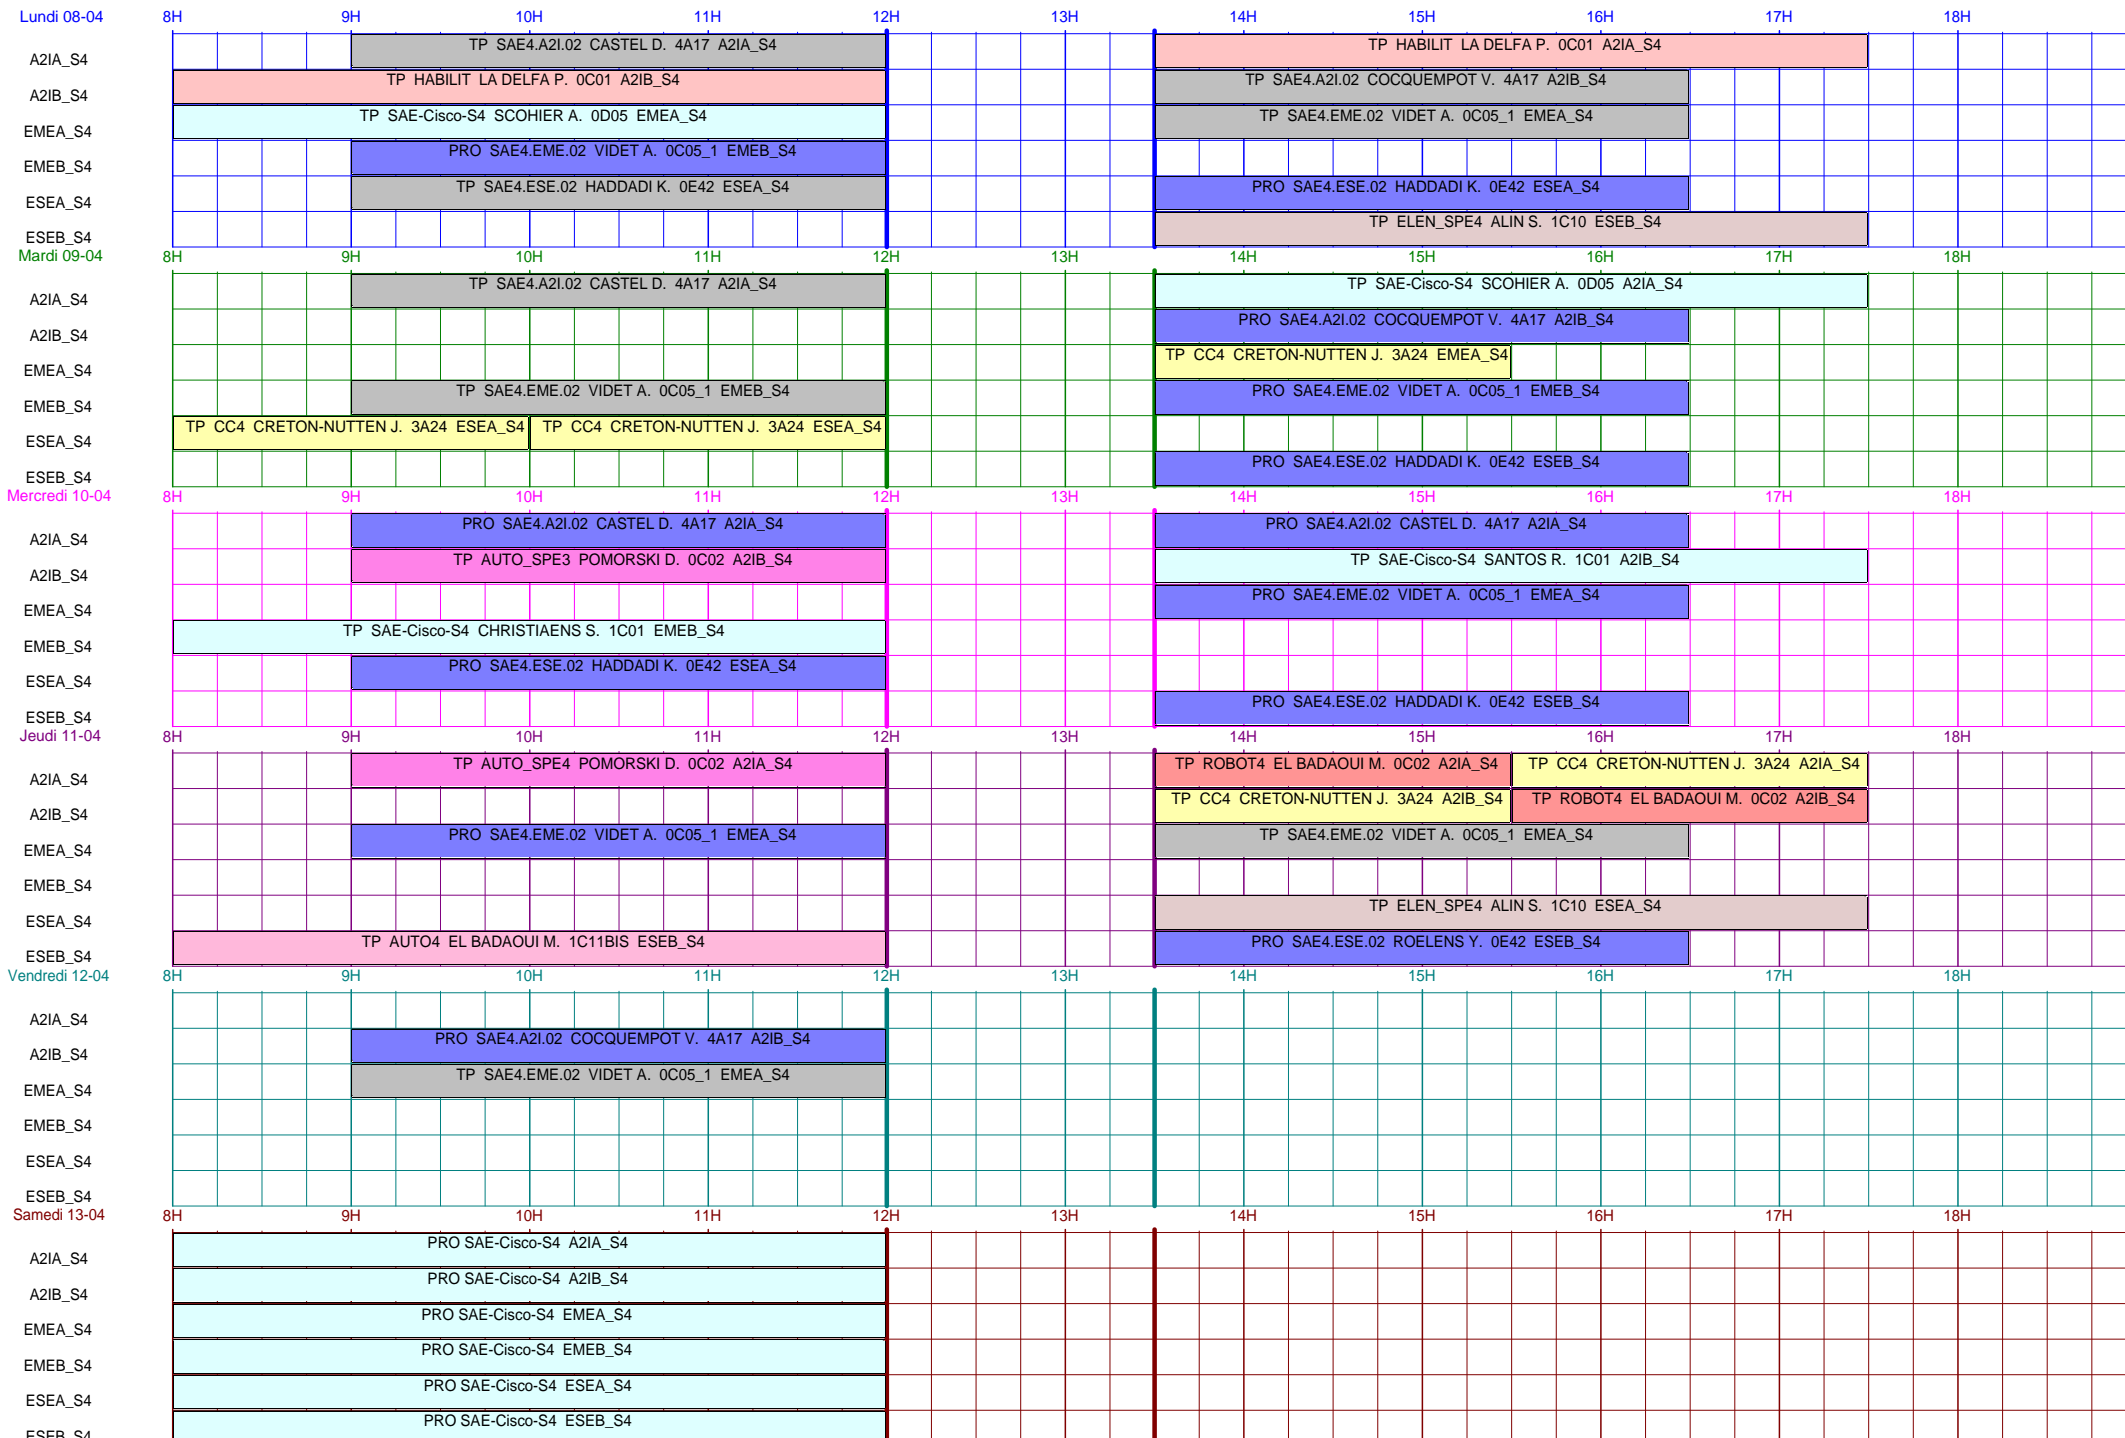 Lundi 08-04 8H 9H 10H 11H 12H 13H 14H 15H 16H 17H 18H
A2IA_S4 TP SAE4.A2I.02 CASTEL D. 4A17 A2IA_S4 TP HABILIT LA DELFA P. 0C01 A2IA_S4
A2IB_S4 TP HABILIT LA DELFA P. 0C01 A2IB_S4 TP SAE4.A2I.02 COCQUEMPOT V. 4A17 A2IB_S4
EMEA_S4 TP SAE-Cisco-S4 SCOHIER A. 0D05 EMEA_S4 TP SAE4.EME.02 VIDET A. 0C05_1 EMEA_S4
EMEB_S4 PRO SAE4.EME.02 VIDET A. 0C05_1 EMEB_S4
ESEA_S4 TP SAE4.ESE.02 HADDADI K. 0E42 ESEA_S4 PRO SAE4.ESE.02 HADDADI K. 0E42 ESEA_S4
ESEB_S4 TP ELEN_SPE4 ALIN S. 1C10 ESEB_S4
Mardi 09-04 8H 9H 10H 11H 12H 13H 14H 15H 16H 17H 18H
A2IA_S4 TP SAE4.A2I.02 CASTEL D. 4A17 A2IA_S4 TP SAE-Cisco-S4 SCOHIER A. 0D05 A2IA_S4
A2IB_S4 PRO SAE4.A2I.02 COCQUEMPOT V. 4A17 A2IB_S4
EMEA_S4 TP CC4 CRETON-NUTTEN J. 3A24 EMEA_S4
EMEB_S4 TP SAE4.EME.02 VIDET A. 0C05_1 EMEB_S4 PRO SAE4.EME.02 VIDET A. 0C05_1 EMEB_S4
ESEA_S4 TP CC4 CRETON-NUTTEN J. 3A24 ESEA_S4 TP CC4 CRETON-NUTTEN J. 3A24 ESEA_S4
ESEB_S4 PRO SAE4.ESE.02 HADDADI K. 0E42 ESEB_S4
Mercredi 10-04 8H 9H 10H 11H 12H 13H 14H 15H 16H 17H 18H
A2IA_S4 PRO SAE4.A2I.02 CASTEL D. 4A17 A2IA_S4 PRO SAE4.A2I.02 CASTEL D. 4A17 A2IA_S4
A2IB_S4 TP AUTO_SPE3 POMORSKI D. 0C02 A2IB_S4 TP SAE-Cisco-S4 SANTOS R. 1C01 A2IB_S4
EMEA_S4 PRO SAE4.EME.02 VIDET A. 0C05_1 EMEA_S4
EMEB_S4 TP SAE-Cisco-S4 CHRISTIAENS S. 1C01 EMEB_S4
ESEA_S4 PRO SAE4.ESE.02 HADDADI K. 0E42 ESEA_S4
ESEB_S4 PRO SAE4.ESE.02 HADDADI K. 0E42 ESEB_S4
Jeudi 11-04 8H 9H 10H 11H 12H 13H 14H 15H 16H 17H 18H
A2IA_S4 TP AUTO_SPE4 POMORSKI D. 0C02 A2IA_S4 TP ROBOT4 EL BADAOUI M. 0C02 A2IA_S4 TP CC4 CRETON-NUTTEN J. 3A24 A2IA_S4
A2IB_S4 TP CC4 CRETON-NUTTEN J. 3A24 A2IB_S4 TP ROBOT4 EL BADAOUI M. 0C02 A2IB_S4
EMEA_S4 PRO SAE4.EME.02 VIDET A. 0C05_1 EMEA_S4 TP SAE4.EME.02 VIDET A. 0C05_1 EMEA_S4
EMEB_S4
ESEA_S4 TP ELEN_SPE4 ALIN S. 1C10 ESEA_S4
ESEB_S4 TP AUTO4 EL BADAOUI M. 1C11BIS ESEB_S4 PRO SAE4.ESE.02 ROELENS Y. 0E42 ESEB_S4
Vendredi 12-04 8H 9H 10H 11H 12H 13H 14H 15H 16H 17H 18H
A2IA_S4
A2IB_S4 PRO SAE4.A2I.02 COCQUEMPOT V. 4A17 A2IB_S4
EMEA_S4 TP SAE4.EME.02 VIDET A. 0C05_1 EMEA_S4
EMEB_S4
ESEA_S4
ESEB_S4
Samedi 13-04 8H 9H 10H 11H 12H 13H 14H 15H 16H 17H 18H
A2IA_S4 PRO SAE-Cisco-S4 A2IA_S4
A2IB_S4 PRO SAE-Cisco-S4 A2IB_S4
EMEA_S4 PRO SAE-Cisco-S4 EMEA_S4
EMEB_S4 PRO SAE-Cisco-S4 EMEB_S4
ESEA_S4 PRO SAE-Cisco-S4 ESEA_S4
ESEB_S4 PRO SAE-Cisco-S4 ESEB_S4